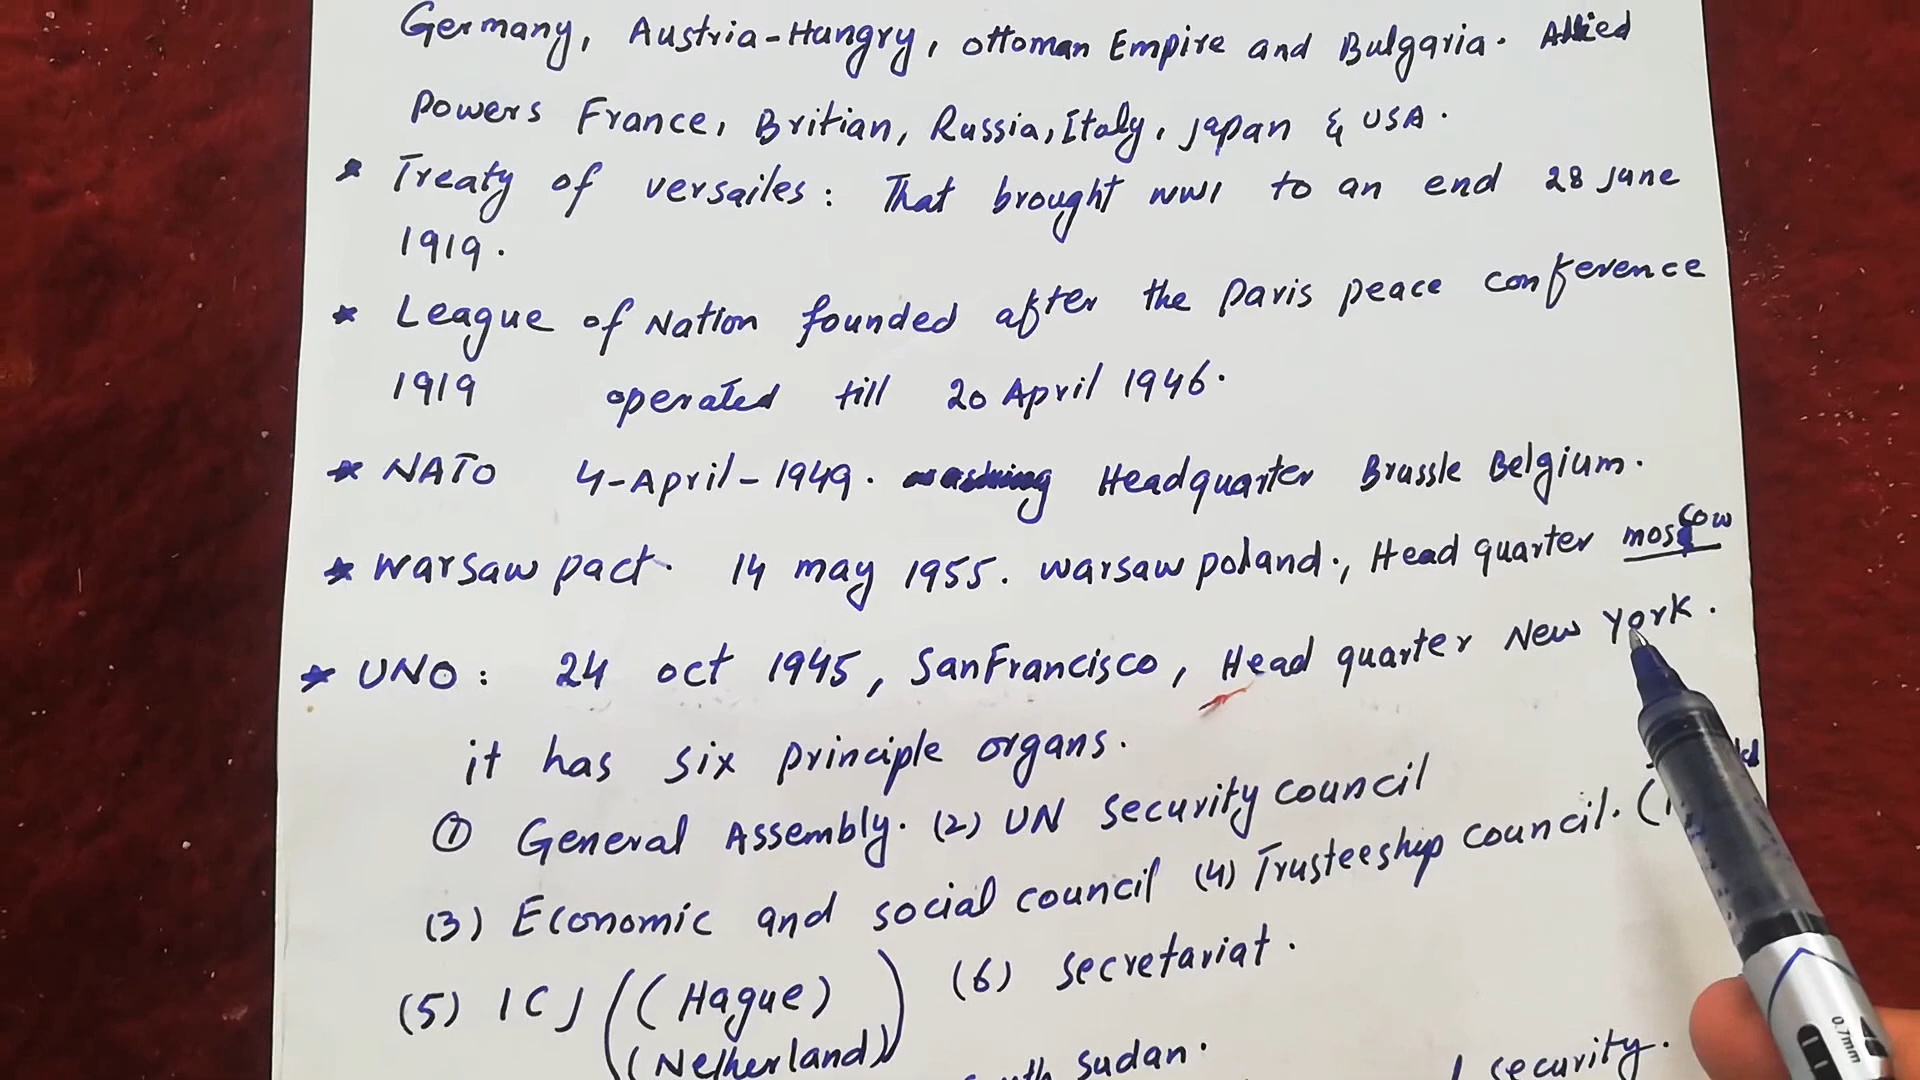 Germany, Austria-Hungry, ottoman Empire and Bulgaria. Allied
Powers France, Britian, Russia, Italy, japan & USA.
* Treaty of versailes: That brought WW1 to an end 28 june
1919.
* League of Nation founded after the Paris peace conference
1919 operated till 20 April 1946.
* NATO 4-April-1949. Headquarter Brussle Belgium.
* Warsaw pact. 14 may 1955. Warsaw poland., Head quarter moscow
* UNO: 24 oct 1945, SanFrancisco, Head quarter New York.
it has six principle organs.
① General Assembly. (2) UN security council
(3) Economic and social council (4) Trusteeship council.
(5) ICJ ((Hague) (6) Secretariat.
(Netherland))
sudan. security.
0.7mm